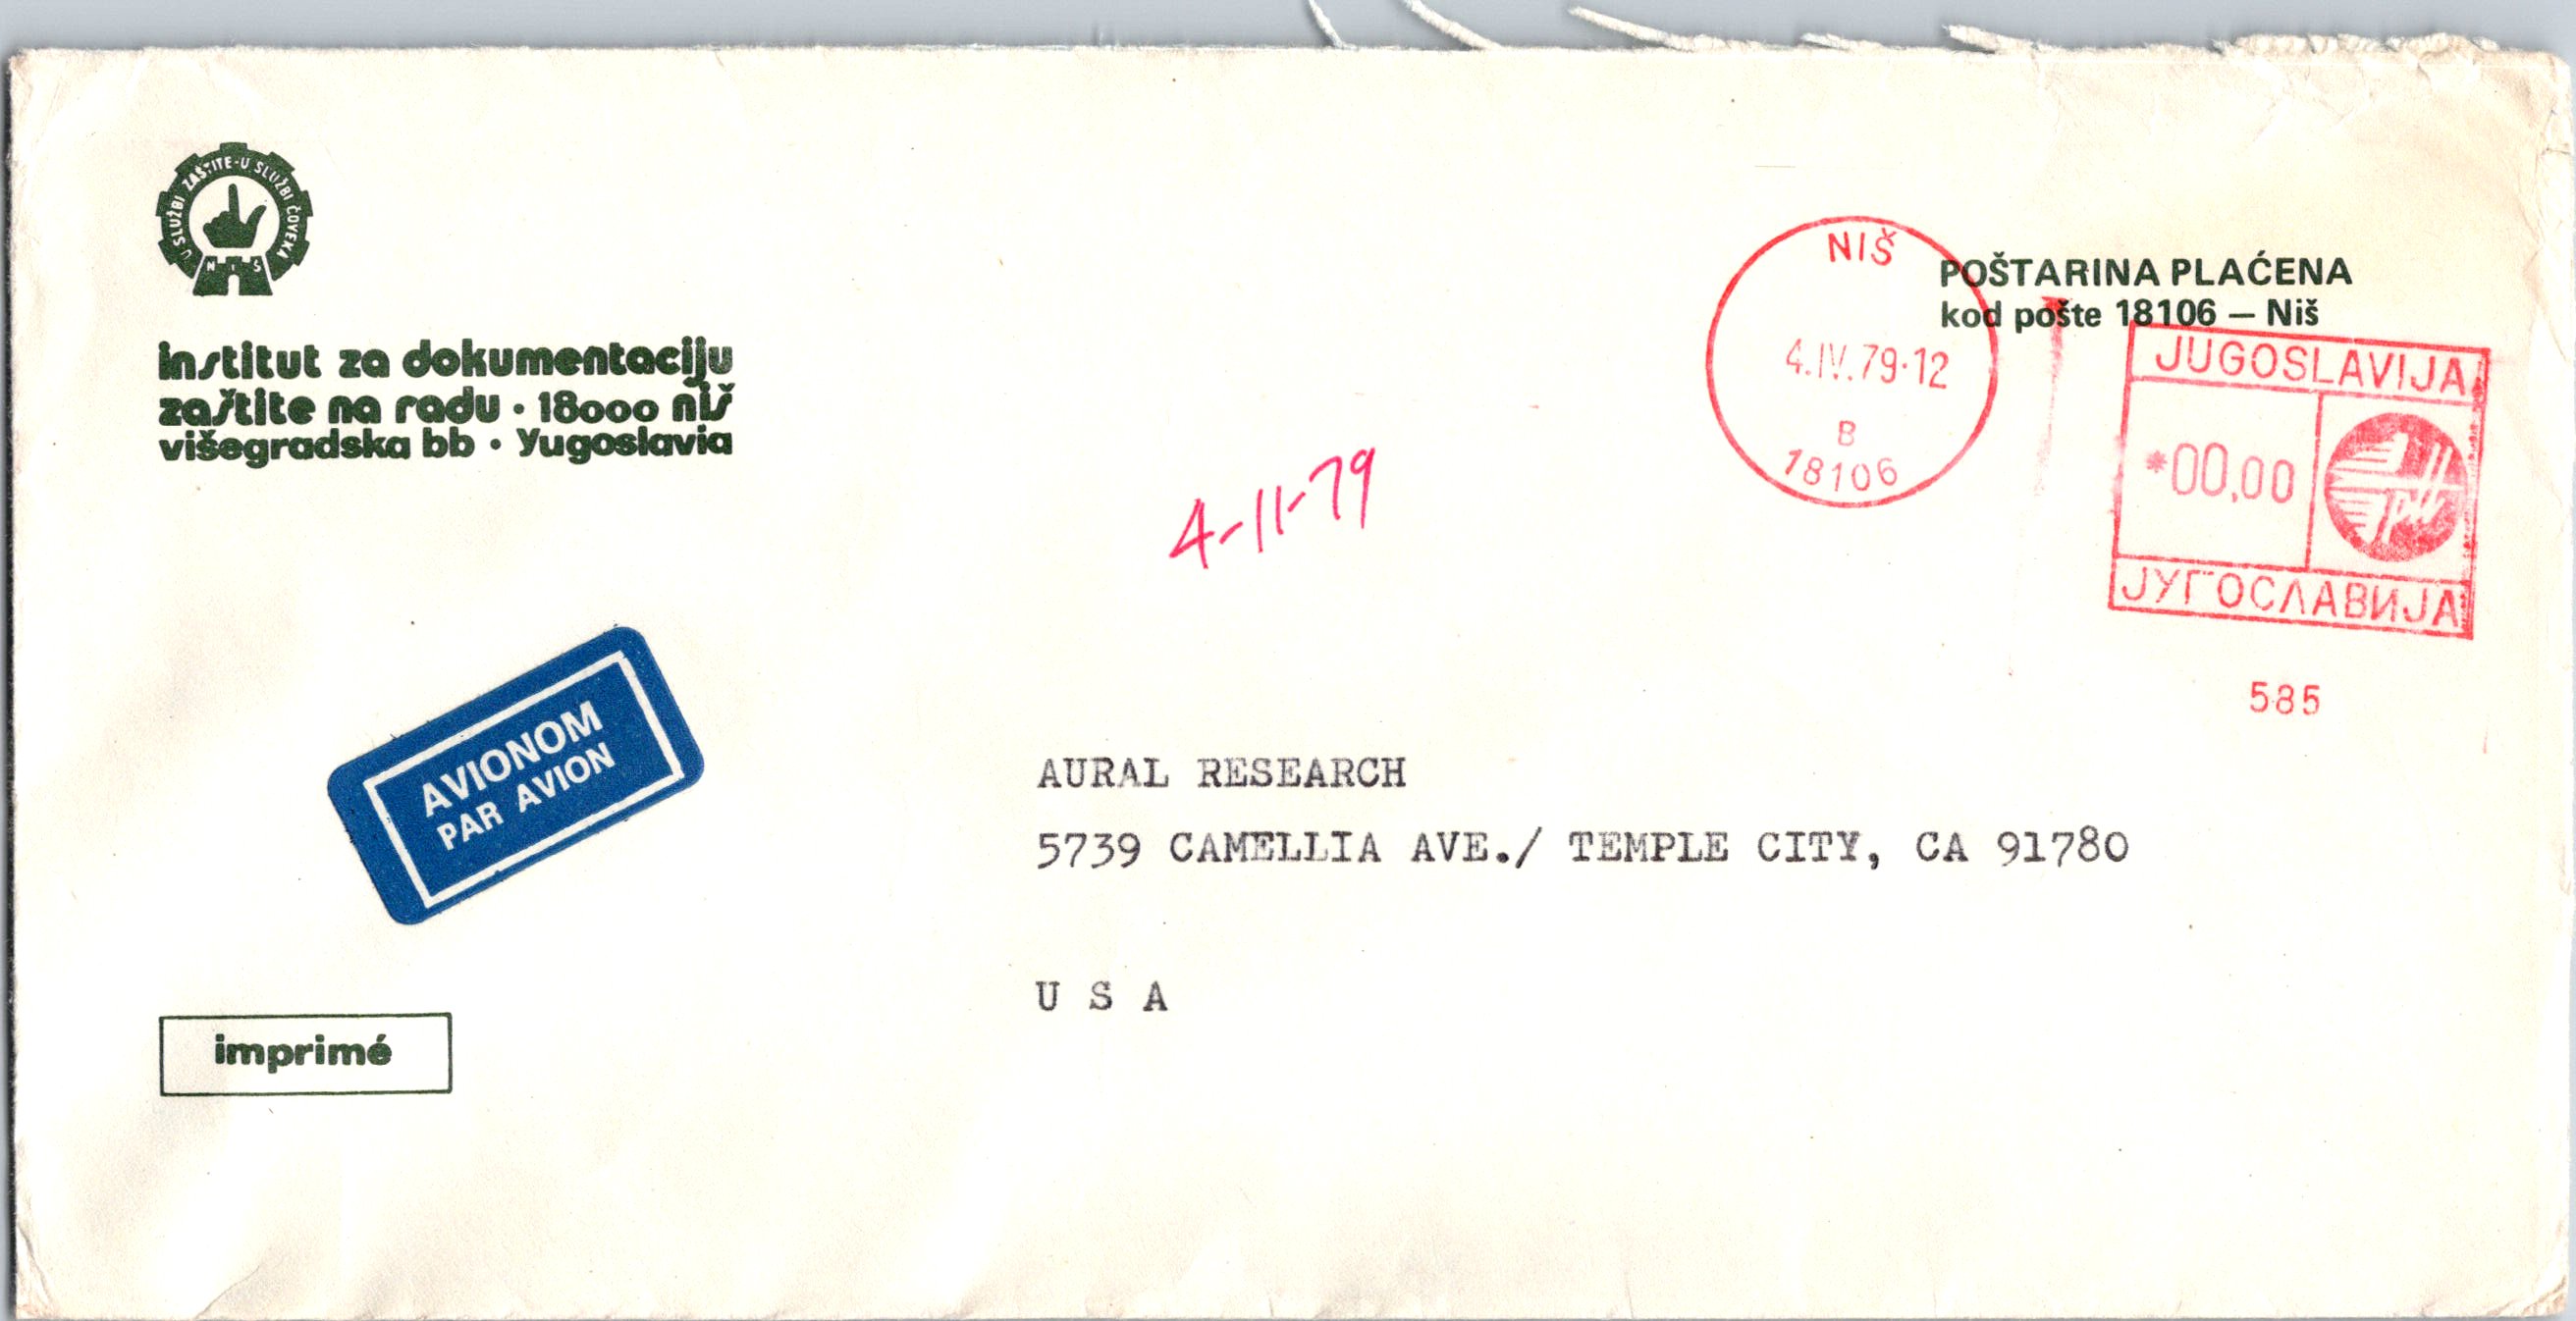 U SLUŽBI ZAŠTITE-U SLUŽBI ČOVEKA
NIŠ
institut za dokumentaciju
zaštite na radu · 18000 niš
višegradska bb · Yugoslavia
NIŠ
4.IV.79-12
B
18106
POŠTARINA PLAĆENA
kod pošte 18106 — Niš
JUGOSLAVIJA
*00,00
ptt
ЈУГОСЛАВИЈА
585
4-11-79
AVIONOM
PAR AVION
AURAL RESEARCH
5739 CAMELLIA AVE./ TEMPLE CITY, CA 91780
U S A
imprimé